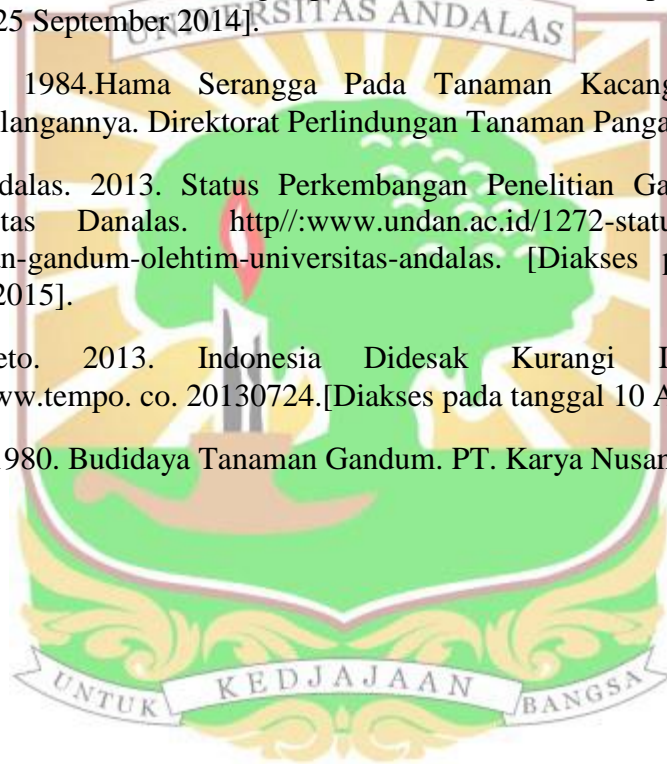 25 September 2014].
UNIVERSITAS ANDALAS
1984.Hama Serangga Pada Tanaman Kacang
langannya. Direktorat Perlindungan Tanaman Panga
dalas. 2013. Status Perkembangan Penelitian Ga
tas Danalas. http//:www.undan.ac.id/1272-statu
n-gandum-olehtim-universitas-andalas. [Diakses p
2015].
eto. 2013. Indonesia Didesak Kurangi I
ww.tempo. co. 20130724.[Diakses pada tanggal 10 A
1980. Budidaya Tanaman Gandum. PT. Karya Nusan
UNTUK KEDJAJAAN BANGSA